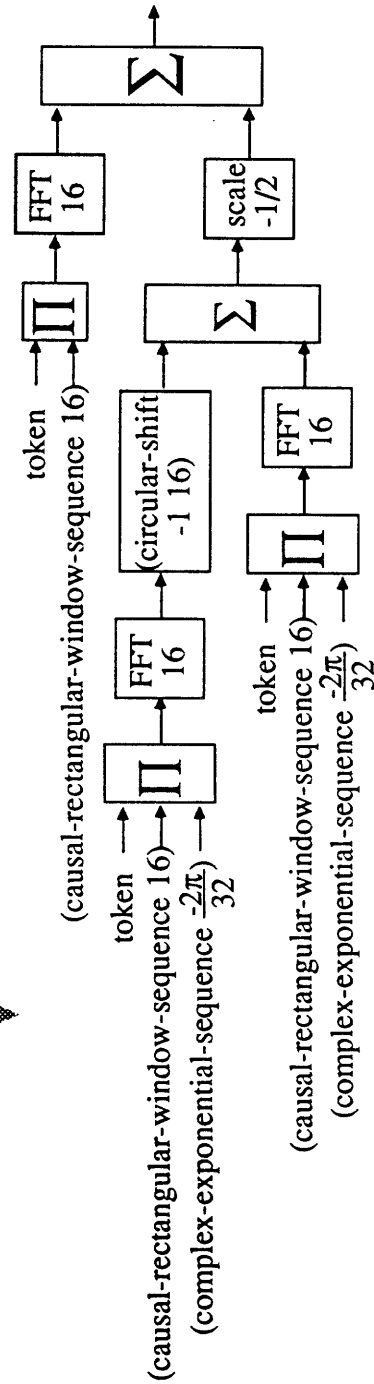 token
(causal-rectangular-window-sequence 16)
∏
FFT
16
Σ
token
(causal-rectangular-window-sequence 16)
(complex-exponential-sequence -2π
32)
∏
FFT
16
(circular-shift
-1 16)
Σ
scale
-1/2
token
(causal-rectangular-window-sequence 16)
(complex-exponential-sequence -2π
32)
∏
FFT
16